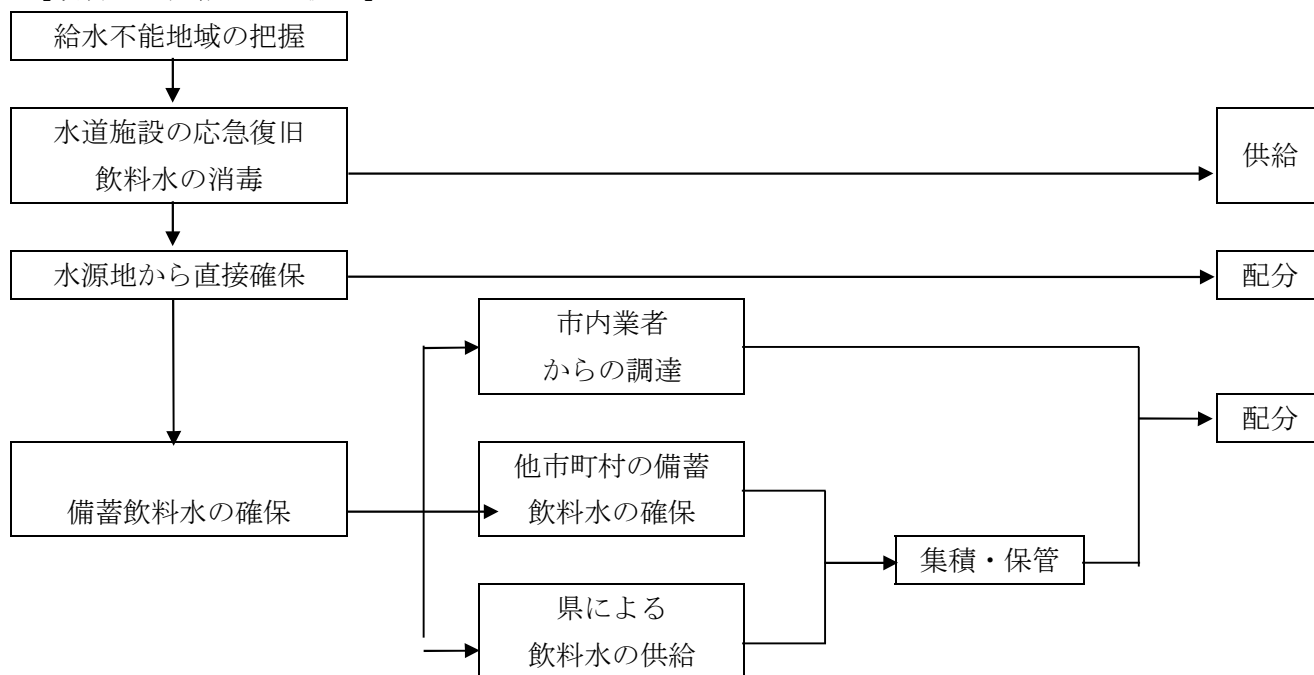 給水不能地域の把握
水道施設の応急復旧
飲料水の消毒
供給
水源地から直接確保
配分
市内業者
からの調達
配分
備蓄飲料水の確保
他市町村の備蓄
飲料水の確保
集積・保管
県による
飲料水の供給